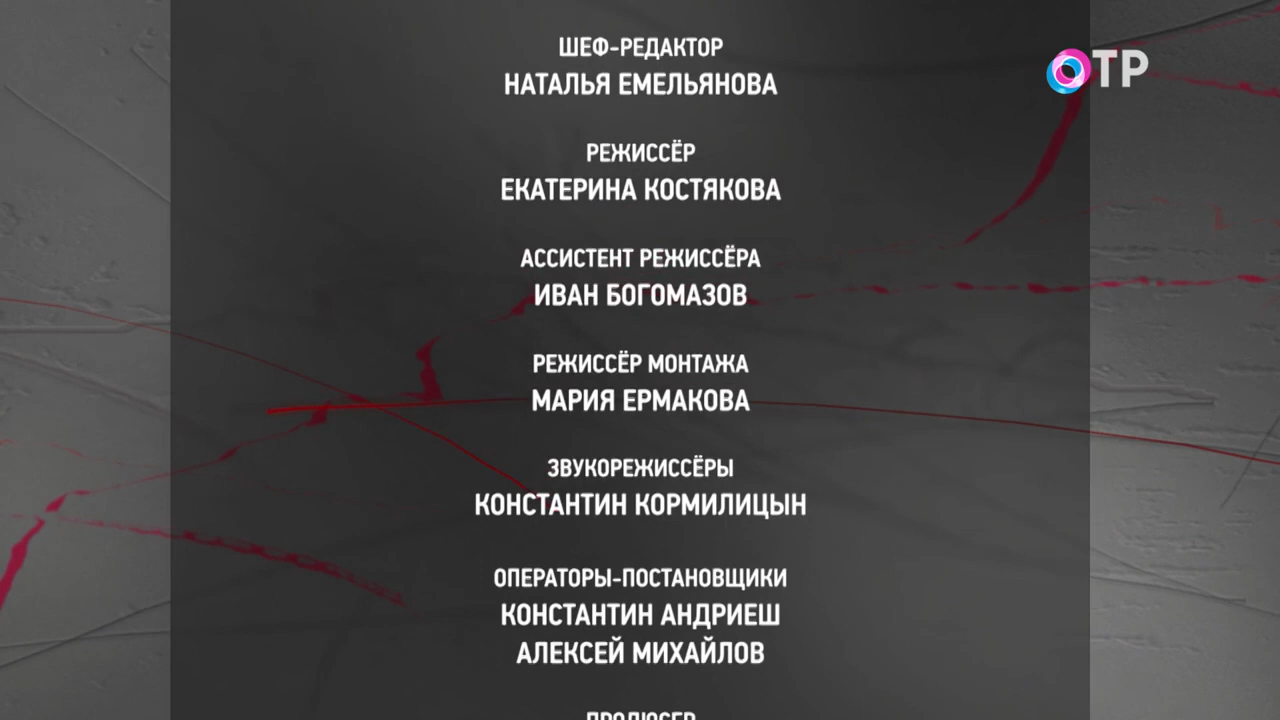 ШЕФ-РЕДАКТОР
НАТАЛЬЯ ЕМЕЛЬЯНОВА
ОТР
РЕЖИССЁР
ЕКАТЕРИНА КОСТЯКОВА
АССИСТЕНТ РЕЖИССЁРА
ИВАН БОГОМАЗОВ
РЕЖИССЁР МОНТАЖА
МАРИЯ ЕРМАКОВА
ЗВУКОРЕЖИССЁРЫ
КОНСТАНТИН КОРМИЛИЦЫН
ОПЕРАТОРЫ-ПОСТАНОВЩИКИ
КОНСТАНТИН АНДРИЕШ
АЛЕКСЕЙ МИХАЙЛОВ
ПРОДЮСЕР